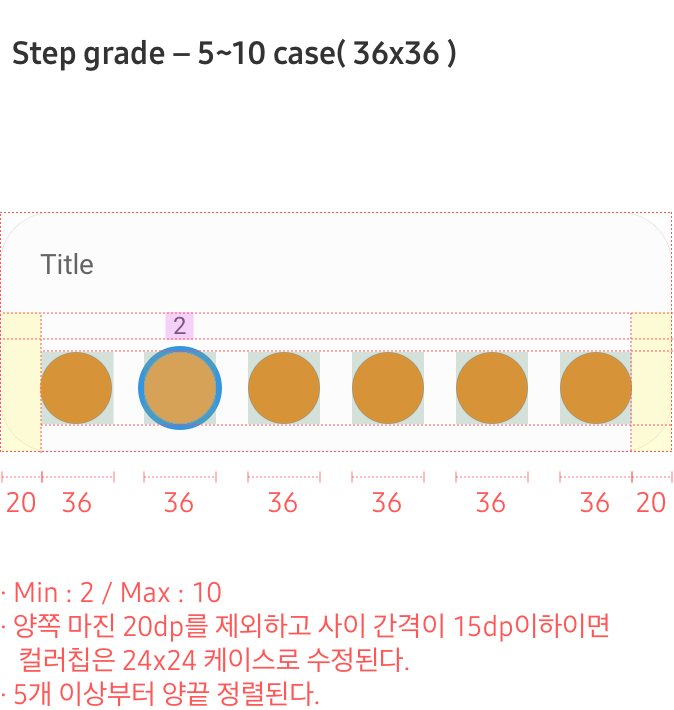 Step grade – 5~10 case( 36x36 )
Title
2
20 36 36 36 36 36 36 20
· Min : 2 / Max : 10
· 양쪽 마진 20dp를 제외하고 사이 간격이 15dp이하이면
컬러칩은 24x24 케이스로 수정된다.
· 5개 이상부터 양끝 정렬된다.